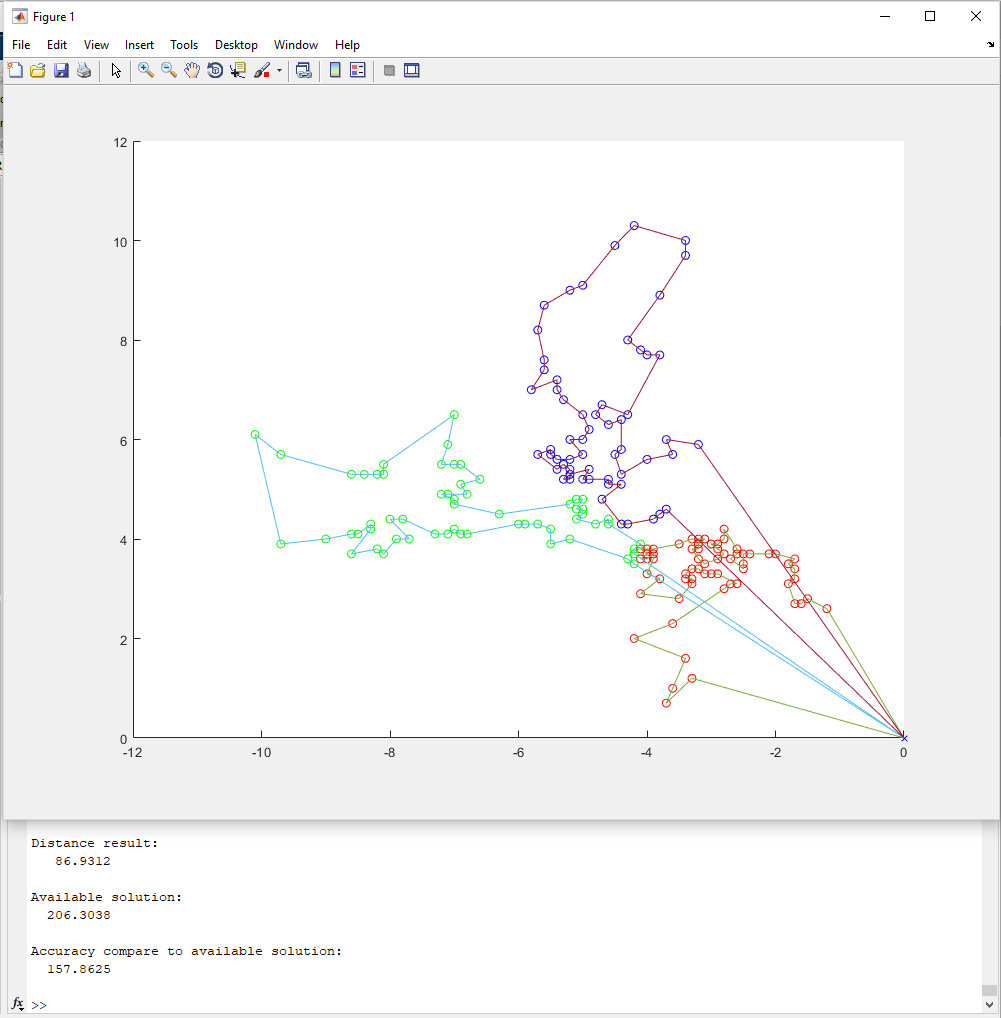 Figure 1
File Edit View Insert Tools Desktop Window Help
12
10
8
6
4
2
0
-12 -10 -8 -6 -4 -2 0
Distance result:
86.9312
Available solution:
206.3038
Accuracy compare to available solution:
157.8625
fx >>